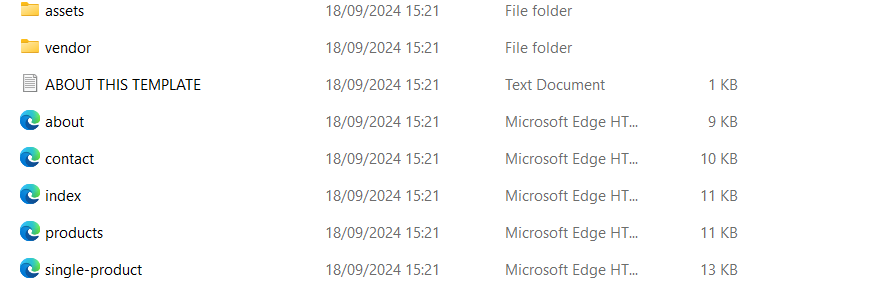 assets 18/09/2024 15:21 File folder
vendor 18/09/2024 15:21 File folder
ABOUT THIS TEMPLATE 18/09/2024 15:21 Text Document 1 KB
about 18/09/2024 15:21 Microsoft Edge HT... 9 KB
contact 18/09/2024 15:21 Microsoft Edge HT... 10 KB
index 18/09/2024 15:21 Microsoft Edge HT... 11 KB
products 18/09/2024 15:21 Microsoft Edge HT... 11 KB
single-product 18/09/2024 15:21 Microsoft Edge HT... 13 KB